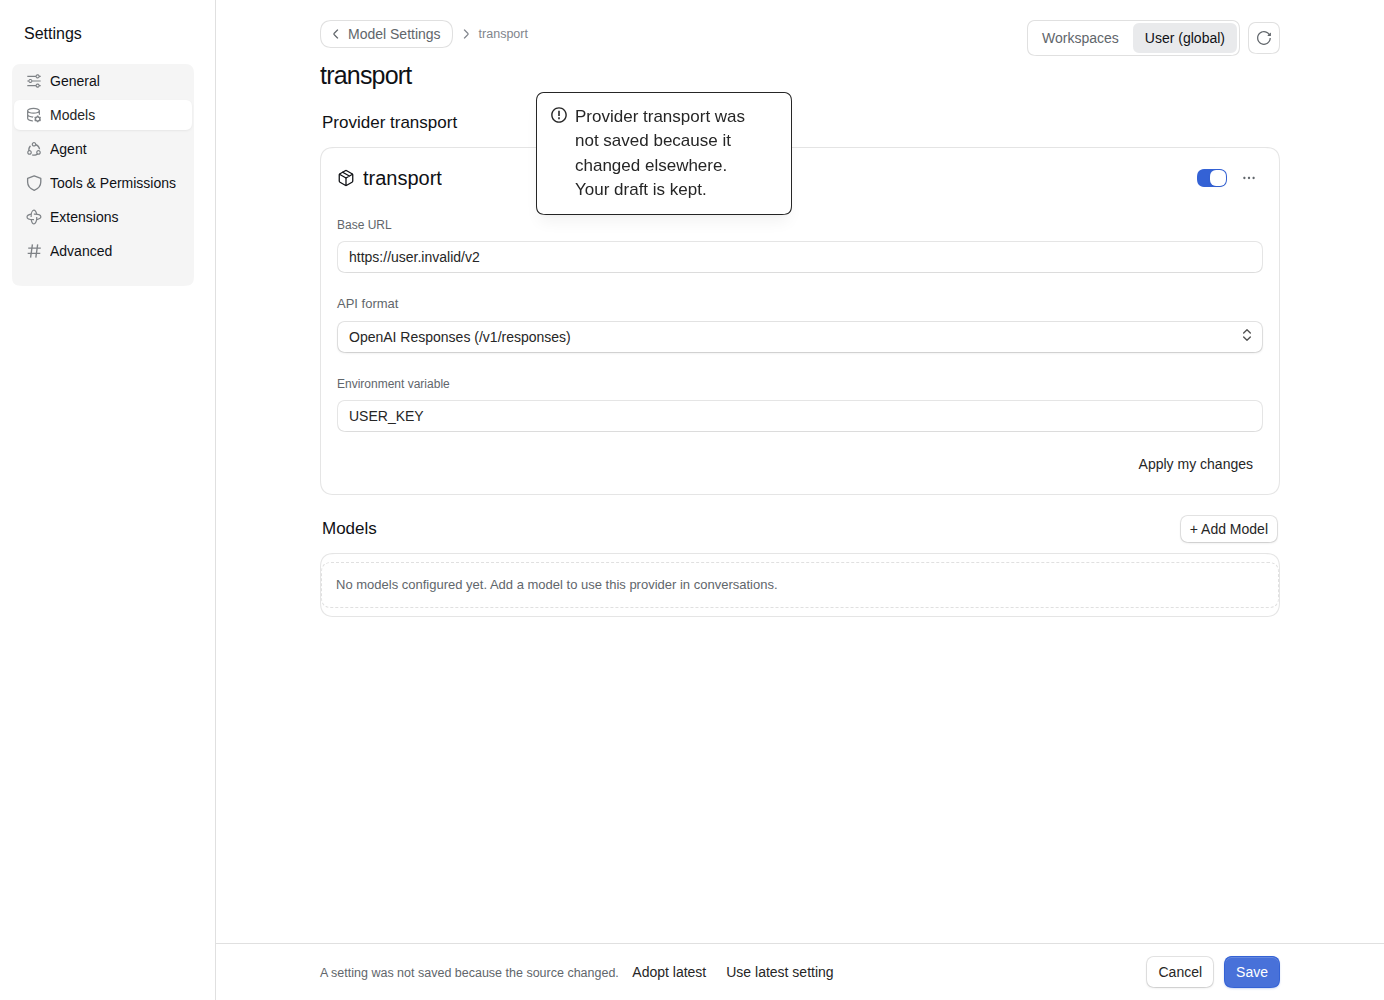 Settings
General
Models
Agent
Tools & Permissions
Extensions
Advanced
Model Settings
transport
Workspaces
User (global)
transport
Provider transport
Provider transport was
not saved because it
changed elsewhere.
Your draft is kept.
transport
Base URL
https://user.invalid/v2
API format
OpenAI Responses (/v1/responses)
Environment variable
USER_KEY
Apply my changes
Models
+ Add Model
No models configured yet. Add a model to use this provider in conversations.
A setting was not saved because the source changed.
Adopt latest
Use latest setting
Cancel
Save